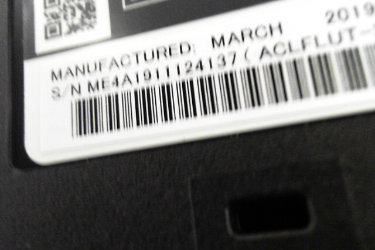 MANUFACTURED: MARCH 2019
S/N ME4A1911124137 ( ACLFLUT-